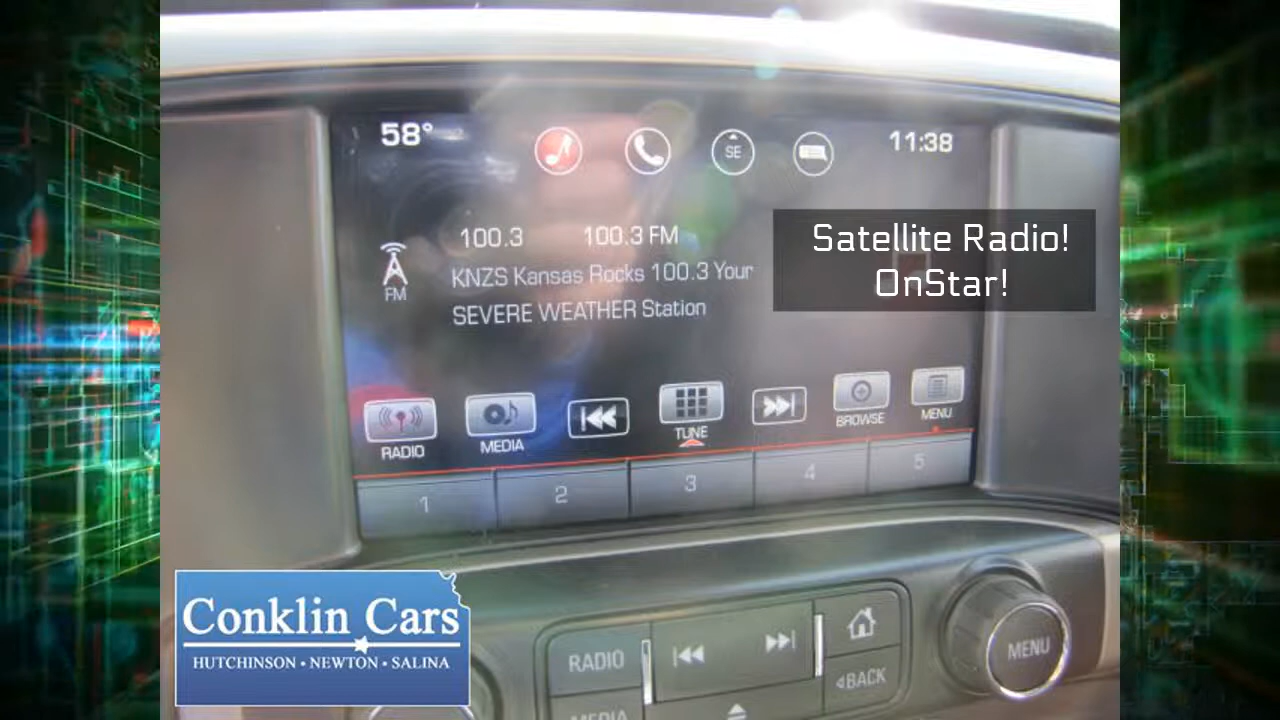 58°
SE
11:38
100.3 100.3 FM
Satellite Radio!
OnStar!
KNZS Kansas Rocks 100.3 Your
FM
SEVERE WEATHER Station
RADIO MEDIA TUNE BROWSE MENU
1 2 3 4 5
Conklin Cars
HUTCHINSON • NEWTON • SALINA
RADIO
MENU
BACK
MEDIA